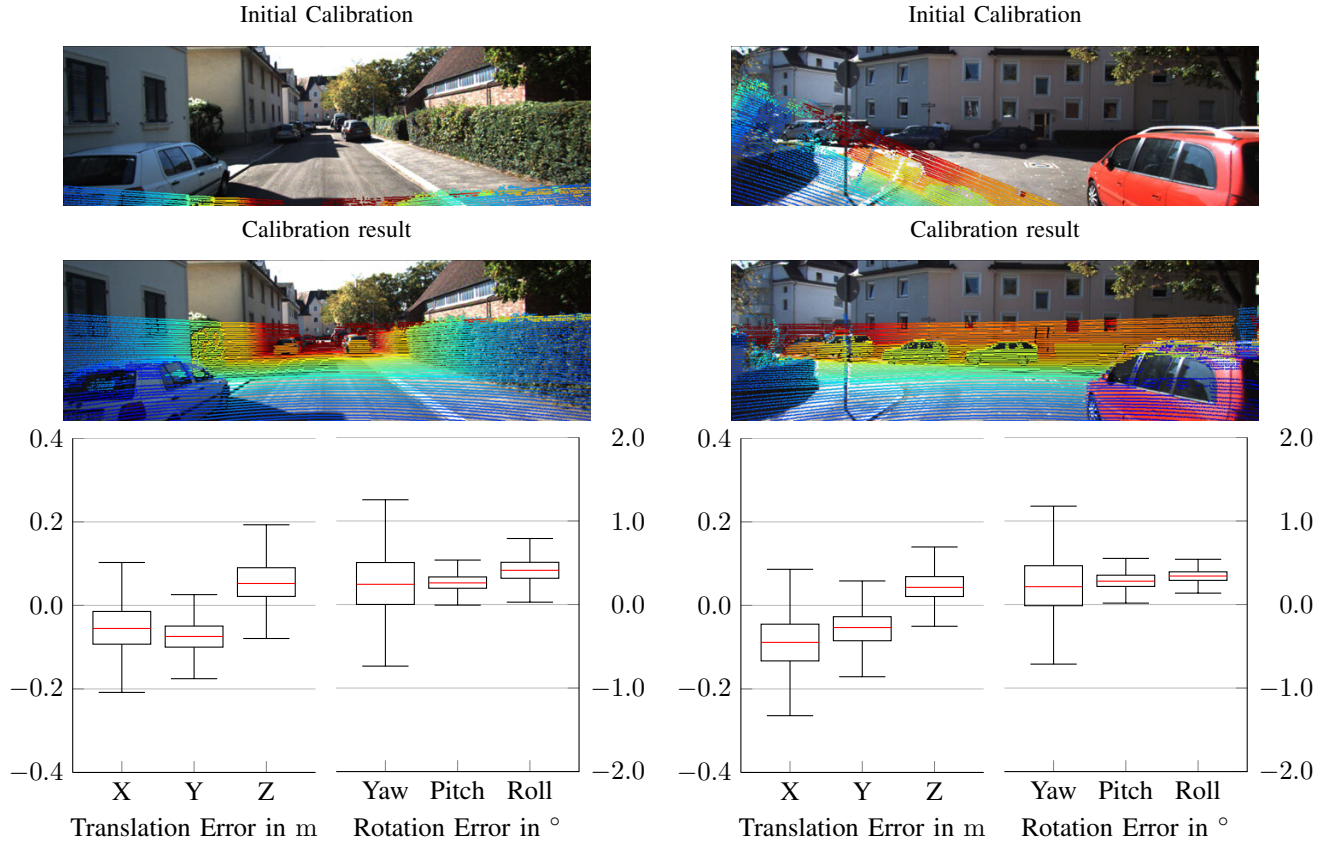 Initial Calibration
Calibration result
0.4
0.2
0.0
−0.2
−0.4
X Y Z
Translation Error in m
2.0
1.0
0.0
−1.0
−2.0
Yaw Pitch Roll
Rotation Error in °
Initial Calibration
Calibration result
0.4
0.2
0.0
−0.2
−0.4
X Y Z
Translation Error in m
2.0
1.0
0.0
−1.0
−2.0
Yaw Pitch Roll
Rotation Error in °